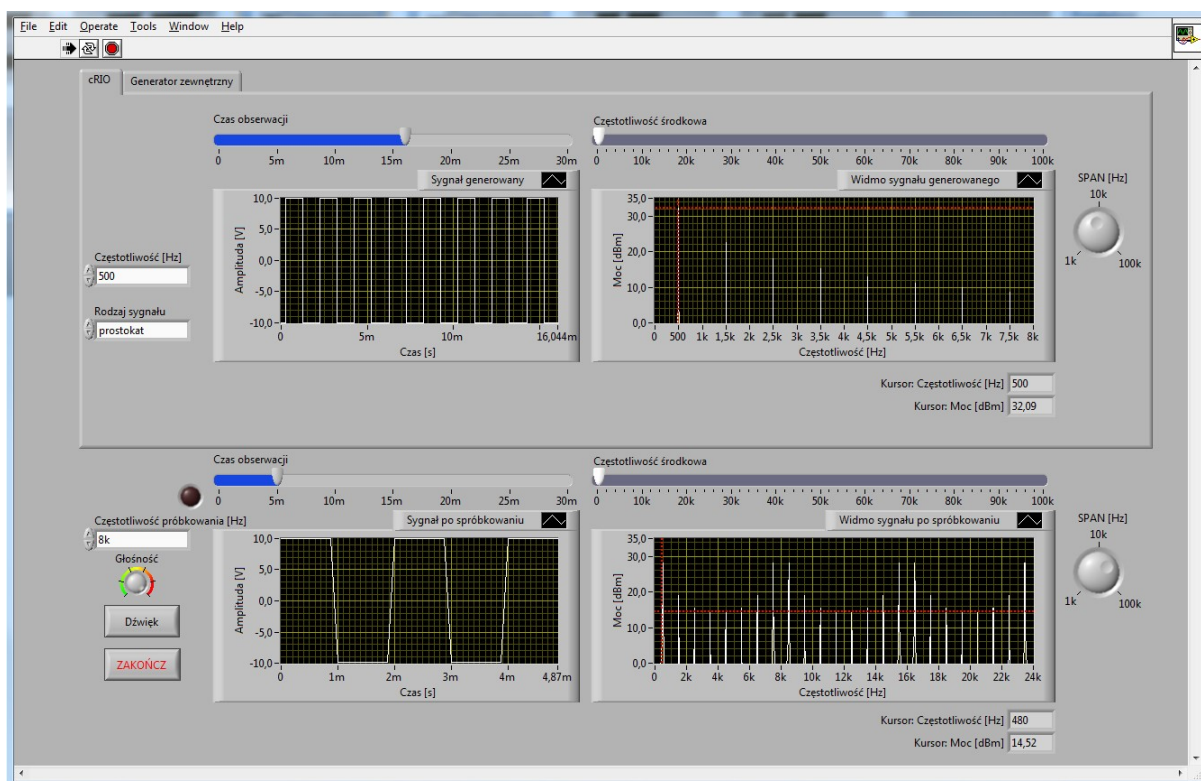 File Edit Operate Tools Window Help
cRIO Generator zewnętrzny
Czas obserwacji
0 5m 10m 15m 20m 25m 30m
Sygnał generowany
10,0
5,0
0,0
-5,0
-10,0
Amplituda [V]
0 5m 10m 16,044m
Czas [s]
Częstotliwość środkowa
0 10k 20k 30k 40k 50k 60k 70k 80k 90k 100k
Widmo sygnału generowanego
35,0
30,0
20,0
10,0
0,0
Moc [dBm]
0 500 1k 1,5k 2k 2,5k 3k 3,5k 4k 4,5k 5k 5,5k 6k 6,5k 7k 7,5k 8k
Częstotliwość [Hz]
SPAN [Hz]
10k
1k 100k
Częstotliwość [Hz]
500
Rodzaj sygnału
prostokat
Kursor: Częstotliwość [Hz] 500
Kursor: Moc [dBm] 32,09
Czas obserwacji
0 5m 10m 15m 20m 25m 30m
Częstotliwość próbkowania [Hz]
8k
Głośność
Dźwięk
ZAKOŃCZ
Sygnał po spróbkowaniu
10,0
5,0
0,0
-5,0
-10,0
Amplituda [V]
0 1m 2m 3m 4m 4,87m
Czas [s]
Częstotliwość środkowa
0 10k 20k 30k 40k 50k 60k 70k 80k 90k 100k
Widmo sygnału po spróbkowaniu
35,0
30,0
20,0
10,0
0,0
Moc [dBm]
0 2k 4k 6k 8k 10k 12k 14k 16k 18k 20k 22k 24k
Częstotliwość [Hz]
SPAN [Hz]
10k
1k 100k
Kursor: Częstotliwość [Hz] 480
Kursor: Moc [dBm] 14,52